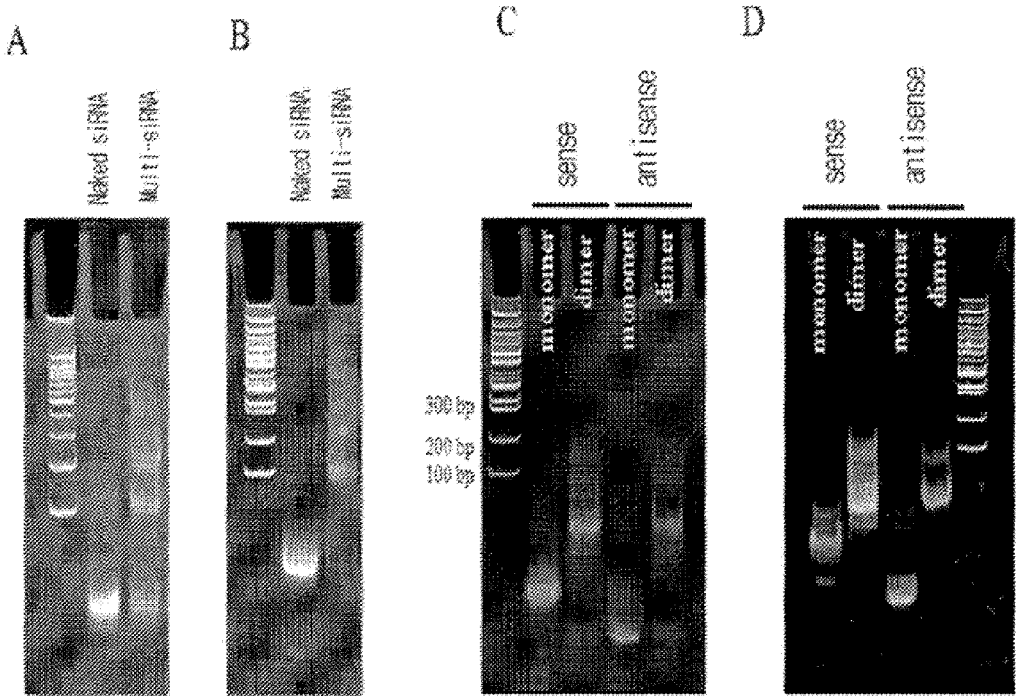 A
Naked siRNA
Multi-siRNA
B
Naked siRNA
Multi-siRNA
C
sense
antisense
monomer
dimer
monomer
dimer
300 bp
200 bp
100 bp
D
sense
antisense
monomer
dimer
monomer
dimer